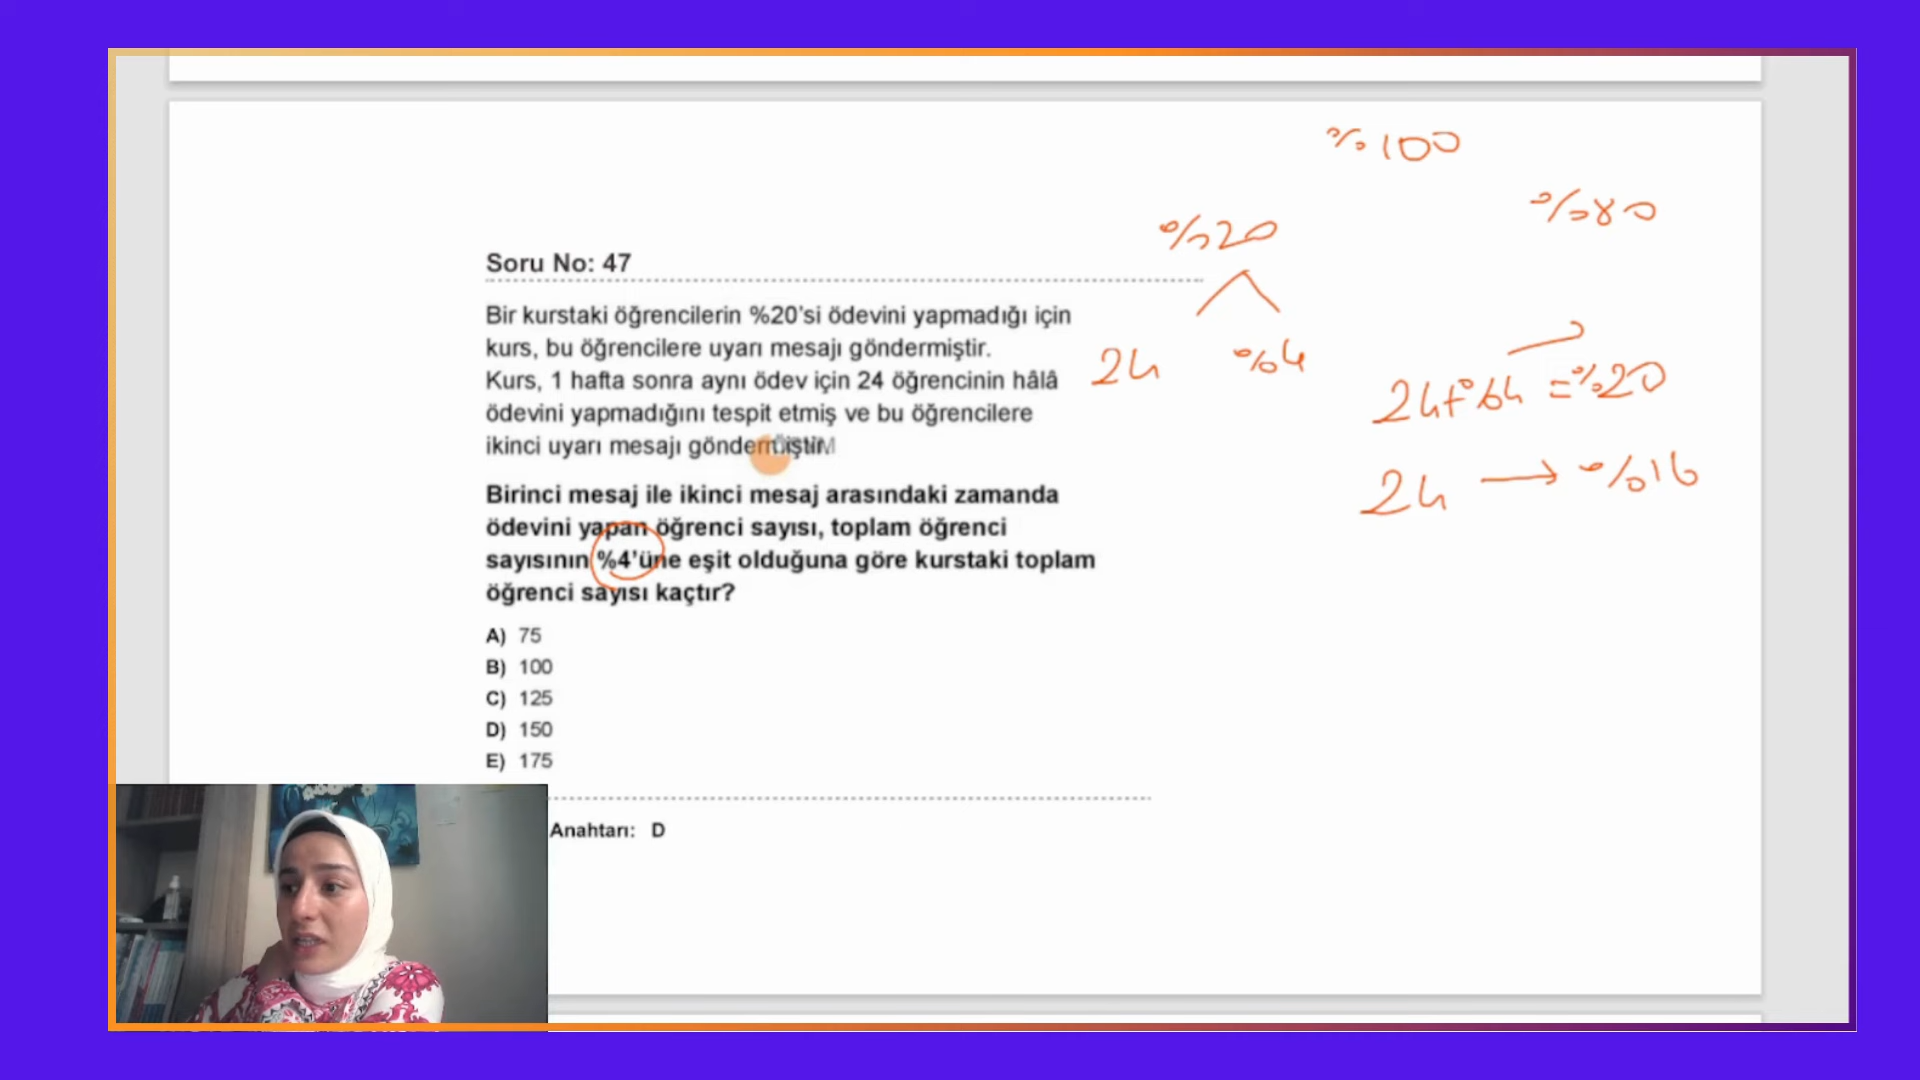 %100
%80
%20
Soru No: 47
Bir kurstaki öğrencilerin %20'si ödevini yapmadığı için
kurs, bu öğrencilere uyarı mesajı göndermiştir.
24 %4
Kurs, 1 hafta sonra aynı ödev için 24 öğrencinin hâlâ
ödevini yapmadığını tespit etmiş ve bu öğrencilere
ikinci uyarı mesajı göndermiştir.
24+%4 =%20
24 → %16
Birinci mesaj ile ikinci mesaj arasındaki zamanda
ödevini yapan öğrenci sayısı, toplam öğrenci
sayısının %4'üne eşit olduğuna göre kurstaki toplam
öğrenci sayısı kaçtır?
A) 75
B) 100
C) 125
D) 150
E) 175
Anahtarı: D